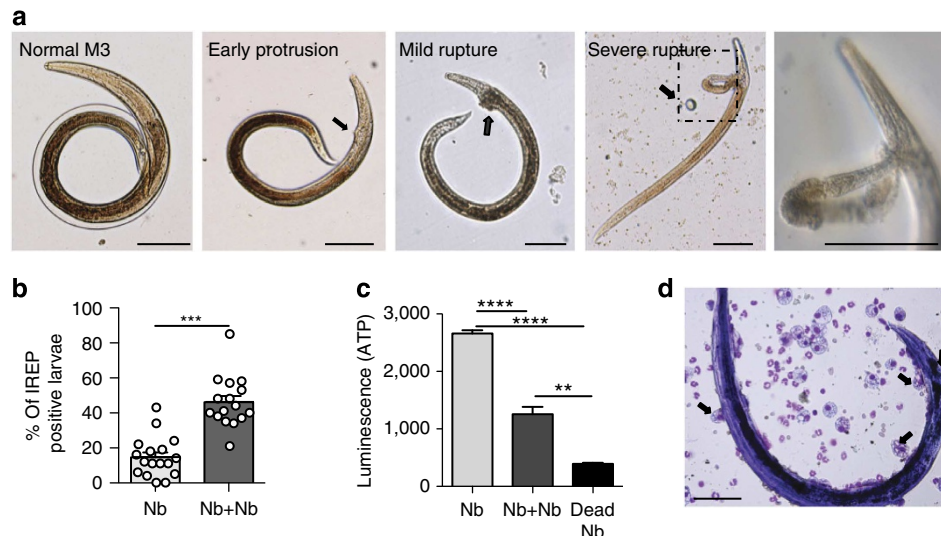 a
Normal M3
Early protrusion
Mild rupture
Severe rupture
b
% Of IREP
positive larvae
100
80
60
40
20
0
***
Nb
Nb+Nb
c
Luminescence (ATP)
3,000
2,000
1,000
0
****
****
**
Nb
Nb+Nb
Dead
Nb
d